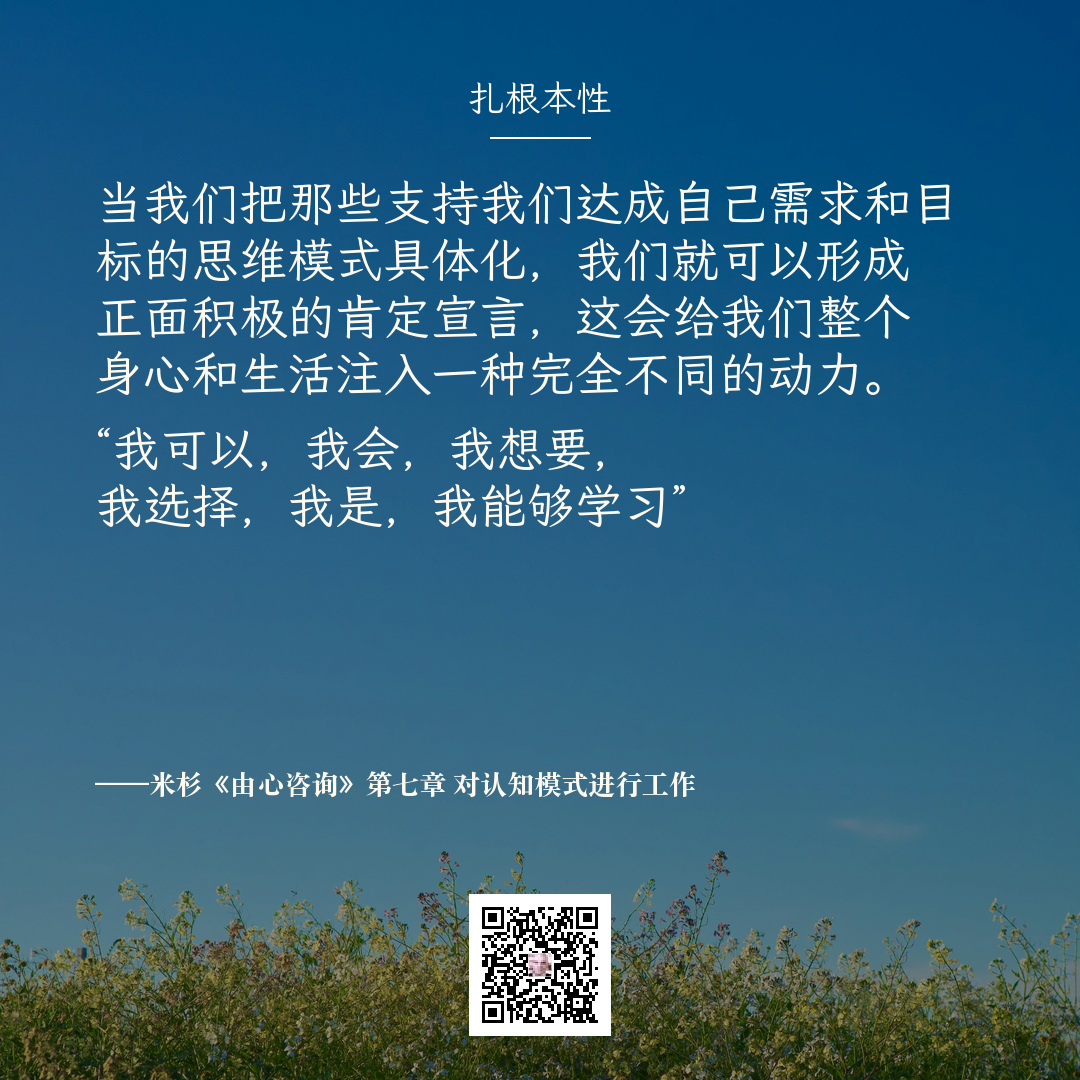 扎根本性
当我们把那些支持我们达成自己需求和目
标的思维模式具体化，我们就可以形成
正面积极的肯定宣言，这会给我们整个
身心和生活注入一种完全不同的动力。
“我可以，我会，我想要，
我选择，我是，我能够学习”
——米杉《由心咨询》第七章 对认知模式进行工作